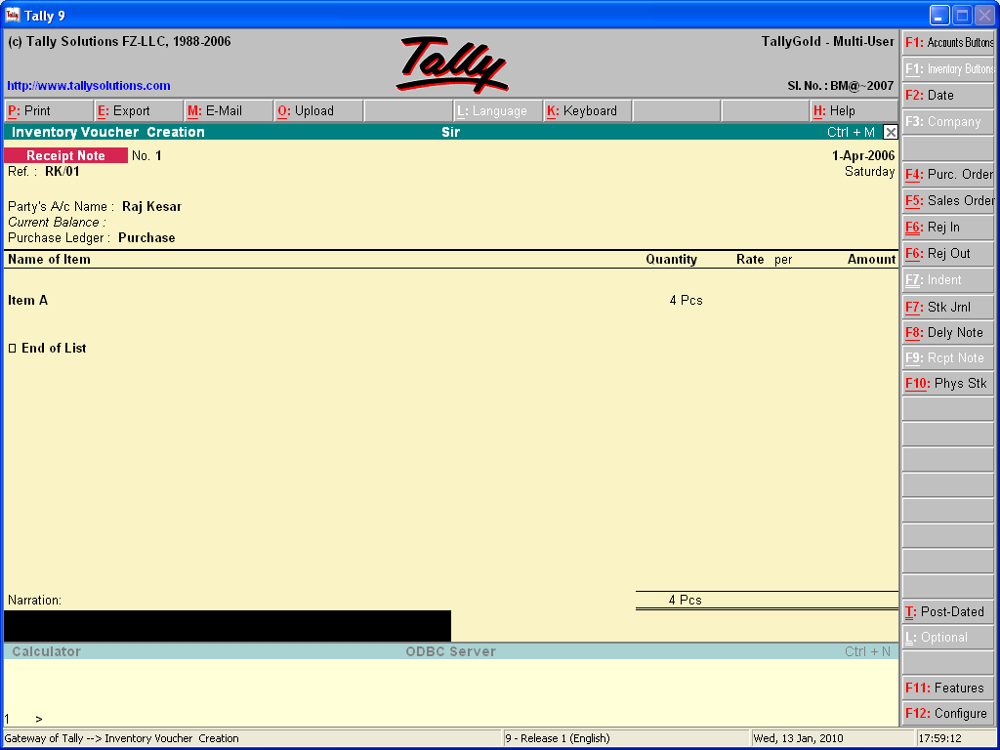 Tally 9
(c) Tally Solutions FZ-LLC, 1988-2006
Tally
TallyGold - Multi-User
http://www.tallysolutions.com
Sl. No. : BM@~2007
P: Print
E: Export
M: E-Mail
O: Upload
L: Language
K: Keyboard
H: Help
Inventory Voucher Creation
Sir
Ctrl + M
Receipt Note No. 1
1-Apr-2006
Ref. : RK/01
Saturday
Party's A/c Name : Raj Kesar
Current Balance :
Purchase Ledger : Purchase
Name of Item Quantity Rate per Amount
Item A 4 Pcs
End of List
Narration: 4 Pcs
Calculator ODBC Server Ctrl + N
1 >
F1: Accounts Buttons
F1: Inventory Buttons
F2: Date
F3: Company
F4: Purc. Order
F5: Sales Order
F6: Rej In
F6: Rej Out
F7: Indent
F7: Stk Jrnl
F8: Dely Note
F9: Rcpt Note
F10: Phys Stk
T: Post-Dated
L: Optional
F11: Features
F12: Configure
Gateway of Tally --> Inventory Voucher Creation
9 - Release 1 (English)
Wed, 13 Jan, 2010
17:59:12